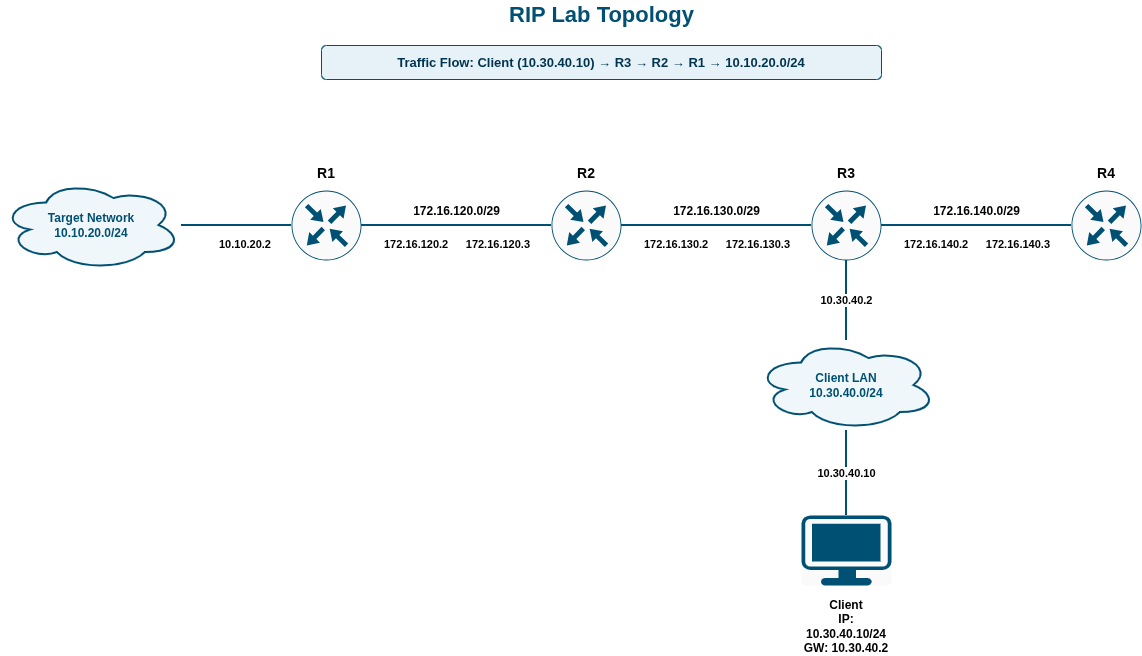 RIP Lab Topology
Traffic Flow: Client (10.30.40.10) → R3 → R2 → R1 → 10.10.20.0/24
R1
R2
R3
R4
Target Network
10.10.20.0/24
172.16.120.0/29
172.16.130.0/29
172.16.140.0/29
10.10.20.2
172.16.120.2
172.16.120.3
172.16.130.2
172.16.130.3
172.16.140.2
172.16.140.3
10.30.40.2
Client LAN
10.30.40.0/24
10.30.40.10
Client
IP:
10.30.40.10/24
GW: 10.30.40.2